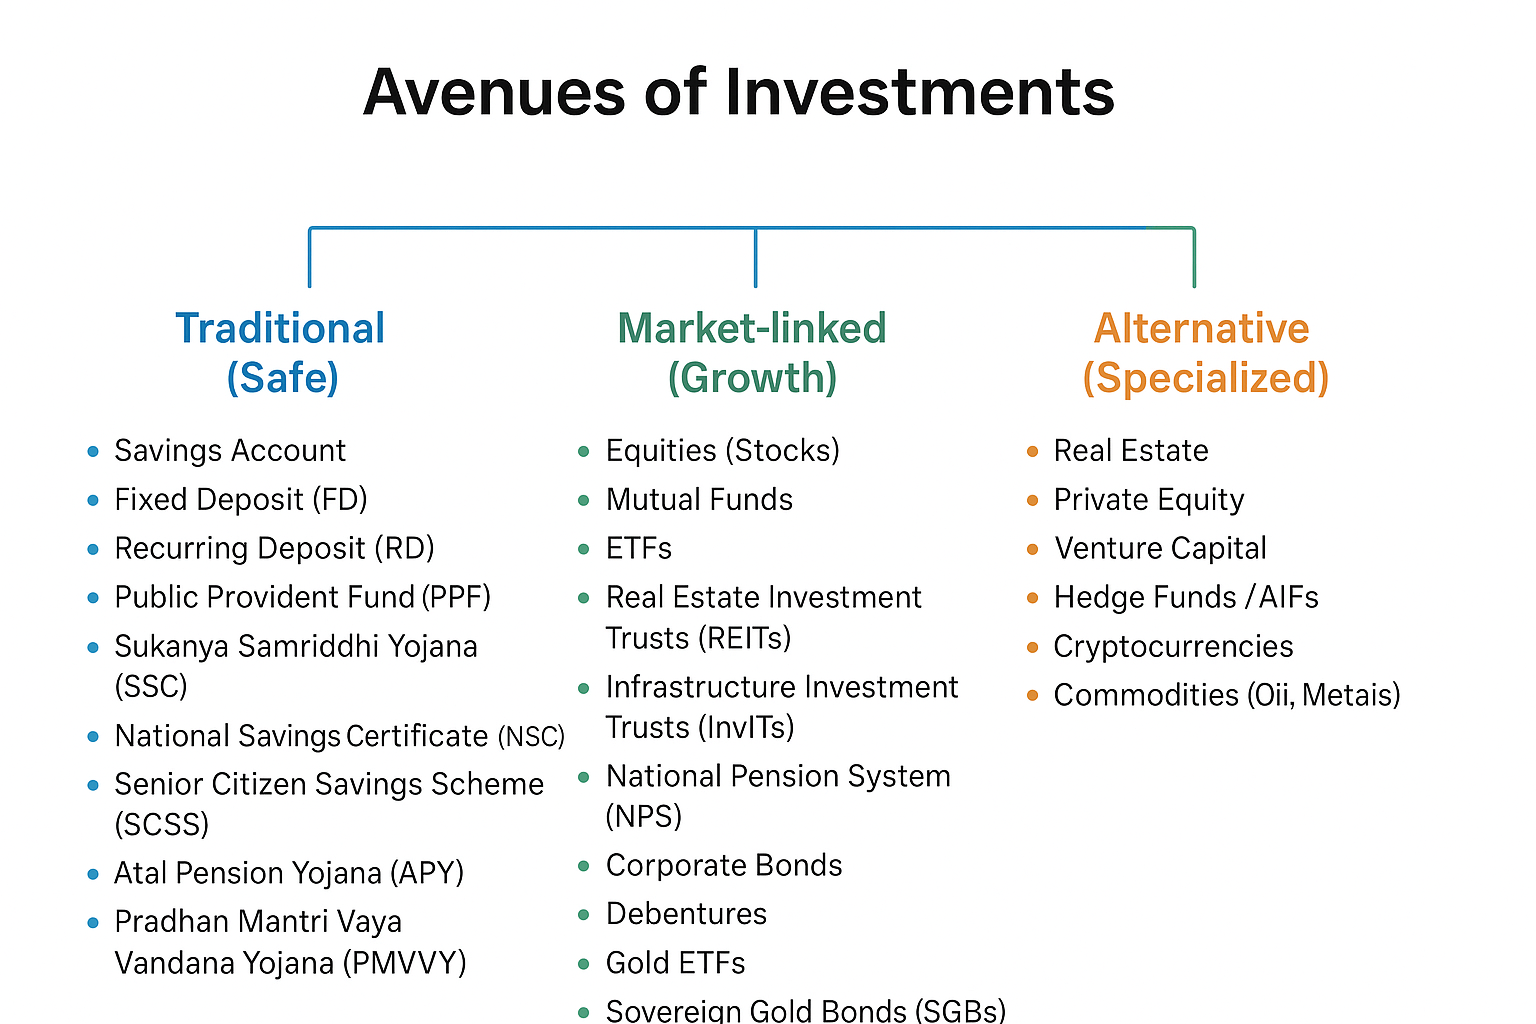 Avenues of Investments
Traditional
(Safe)
• Savings Account
• Fixed Deposit (FD)
• Recurring Deposit (RD)
• Public Provident Fund (PPF)
• Sukanya Samriddhi Yojana
(SSC)
• National Savings Certificate (NSC)
• Senior Citizen Savings Scheme
(SCSS)
• Atal Pension Yojana (APY)
• Pradhan Mantri Vaya
Vandana Yojana (PMVVY)
Market-linked
(Growth)
• Equities (Stocks)
• Mutual Funds
• ETFs
• Real Estate Investment
Trusts (REITs)
• Infrastructure Investment
Trusts (InvITs)
• National Pension System
(NPS)
• Corporate Bonds
• Debentures
• Gold ETFs
• Sovereign Gold Bonds (SGBs)
Alternative
(Specialized)
• Real Estate
• Private Equity
• Venture Capital
• Hedge Funds / AIFs
• Cryptocurrencies
• Commodities (Oii, Metais)